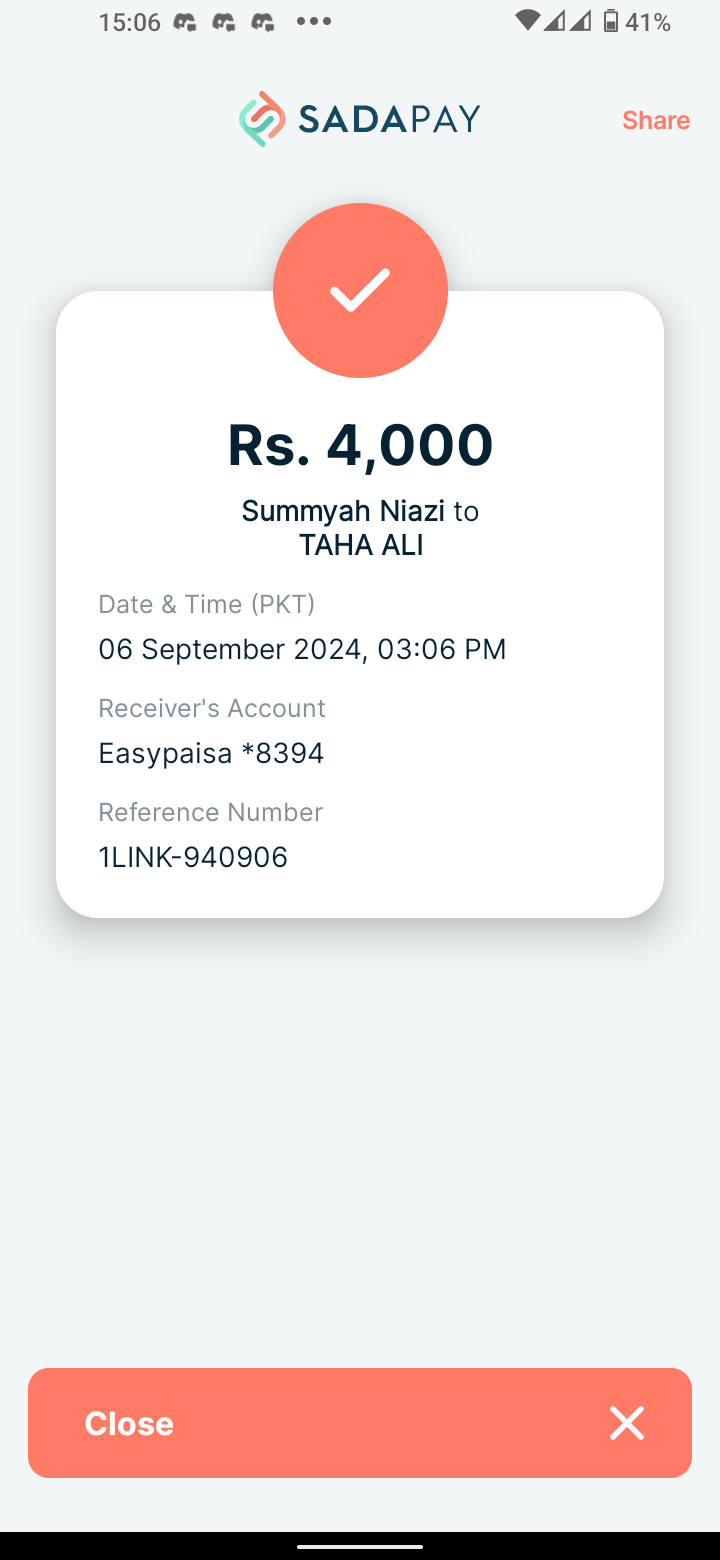 15:06 41%
SADAPAY
Share
Rs. 4,000
Summyah Niazi to
TAHA ALI
Date & Time (PKT)
06 September 2024, 03:06 PM
Receiver's Account
Easypaisa *8394
Reference Number
1LINK-940906
Close